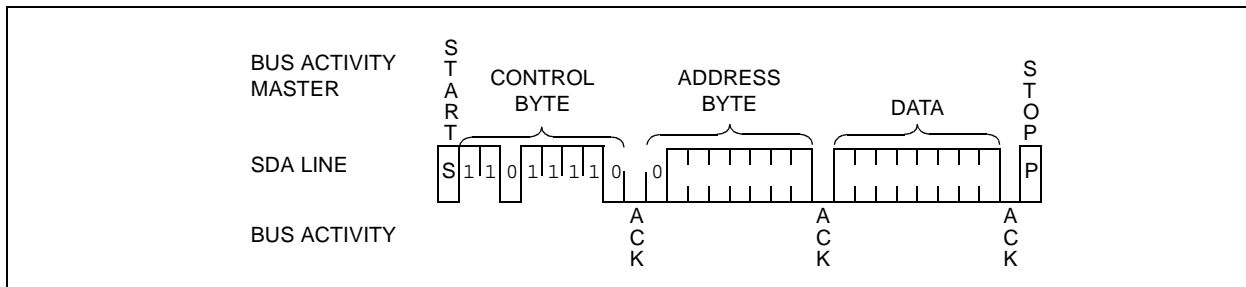 BUS ACTIVITY
MASTER
START
CONTROL
BYTE
ADDRESS
BYTE
DATA
STOP
SDA LINE
S 1 1 0 1 1 1 1 0 0 P
BUS ACTIVITY
ACK
ACK
ACK